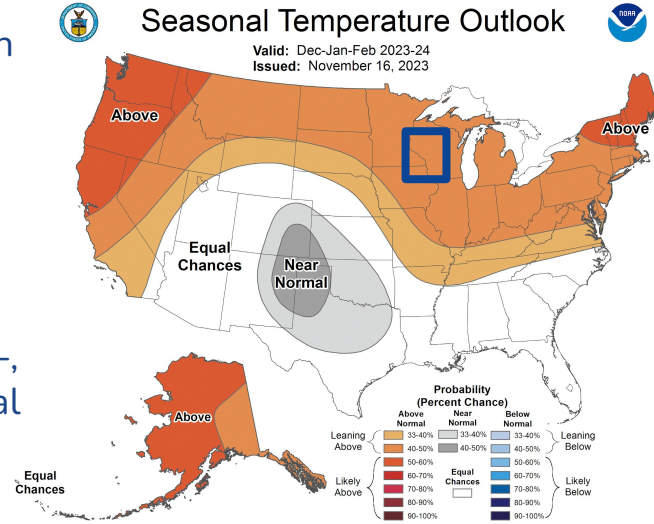 Seasonal Temperature Outlook
NOAA
Valid: Dec-Jan-Feb 2023-24
Issued: November 16, 2023
n
Above
Above
Equal
Chances
Near
Normal
l-,
al
Above
Equal
Chances
Probability
(Percent Chance)
Above
Normal
Near
Normal
Below
Normal
Leaning
Above
33-40%
40-50%
33-40%
40-50%
33-40%
40-50%
Leaning
Below
Likely
Above
50-60%
60-70%
70-80%
80-90%
90-100%
Equal
Chances
50-60%
60-70%
70-80%
80-90%
90-100%
Likely
Below